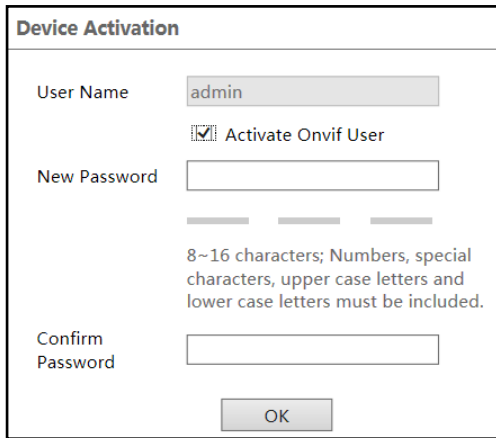 Device Activation
User Name
admin
Activate Onvif User
New Password
8~16 characters; Numbers, special
characters, upper case letters and
lower case letters must be included.
Confirm
Password
OK